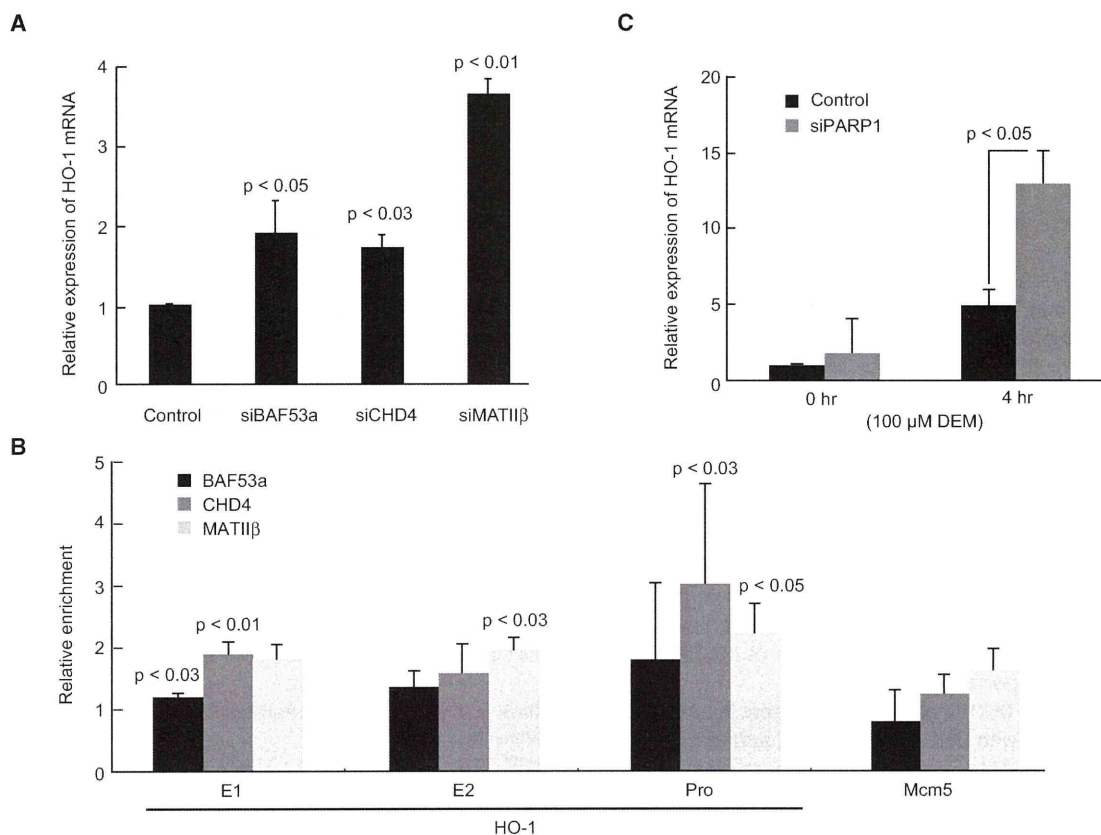 A
Relative expression of HO-1 mRNA
4
3
2
1
0
p < 0.05
p < 0.03
p < 0.01
Control
siBAF53a
siCHD4
siMATIIβ
C
Relative expression of HO-1 mRNA
20
15
10
5
0
Control
siPARP1
p < 0.05
0 hr
4 hr
(100 µM DEM)
B
Relative enrichment
5
4
3
2
1
0
BAF53a
CHD4
MATIIβ
p < 0.03
p < 0.01
p < 0.03
p < 0.03
p < 0.05
E1
E2
Pro
Mcm5
HO-1